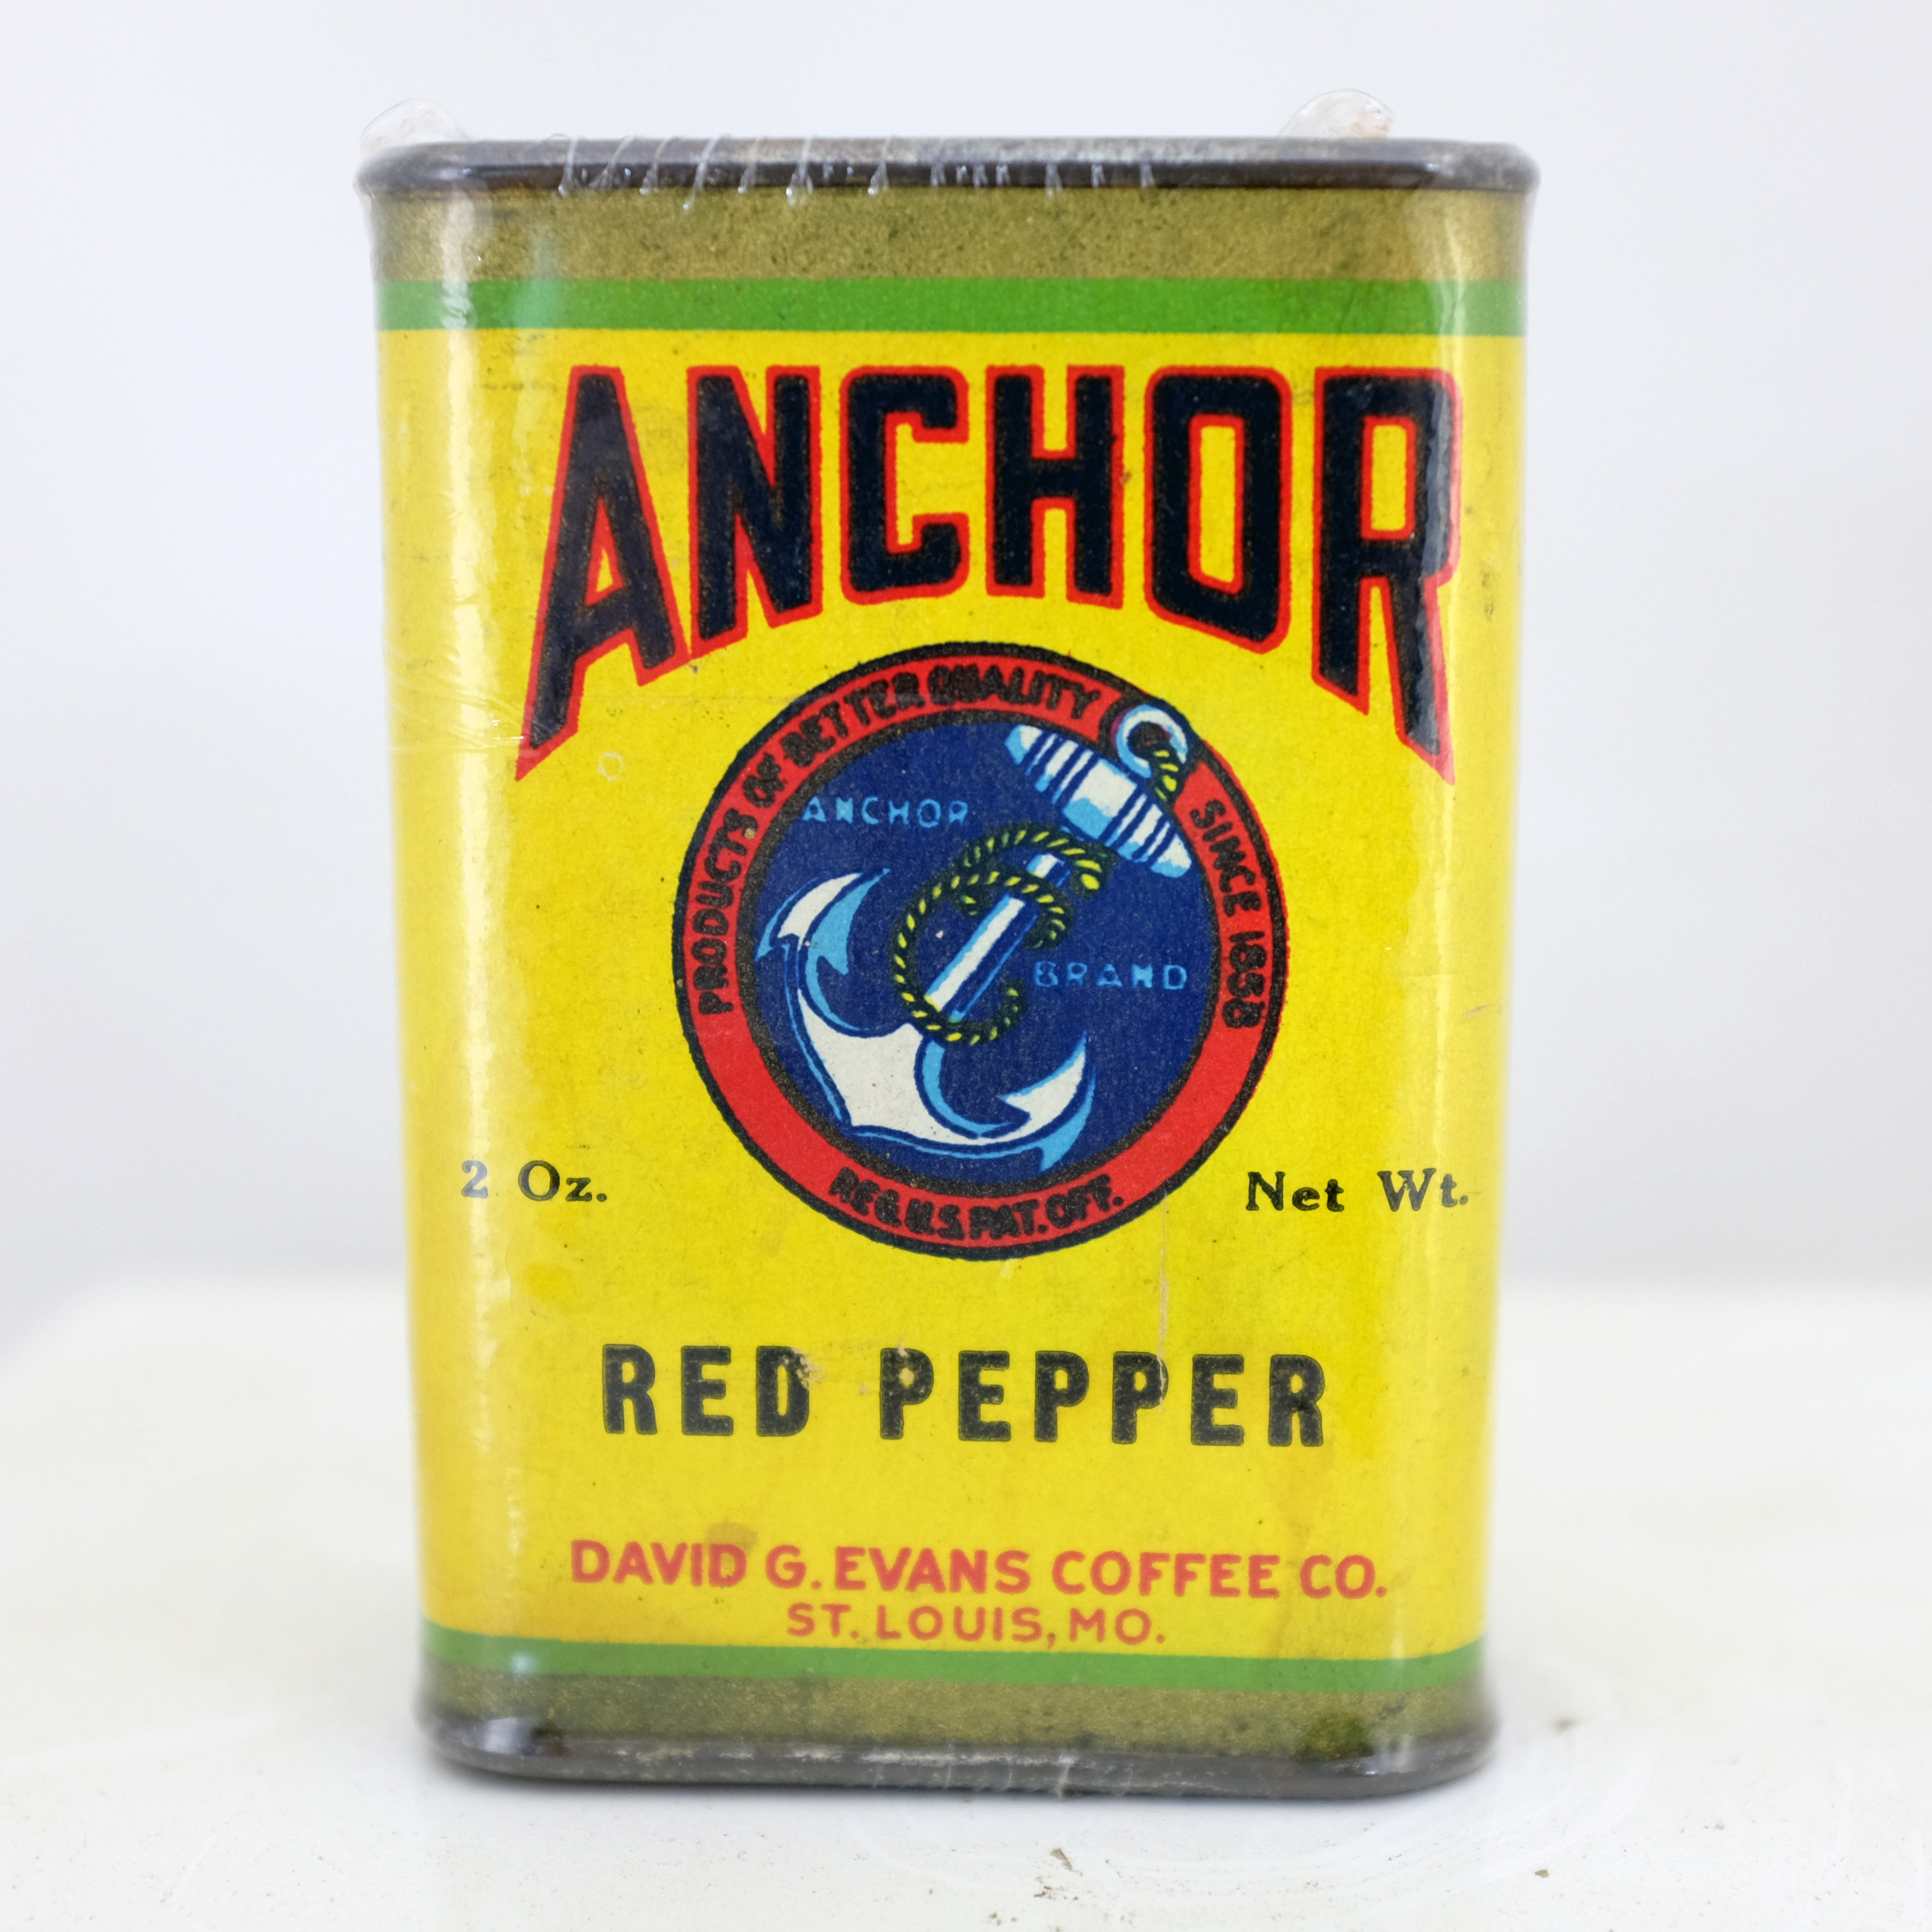 ANCHOR
PRODUCTS OF BETTER QUALITY
SINCE 1858
ANCHOR
BRAND
2 Oz.
Net Wt.
REG. U.S. PAT. OFF.
RED PEPPER
DAVID G. EVANS COFFEE CO.
ST. LOUIS, MO.